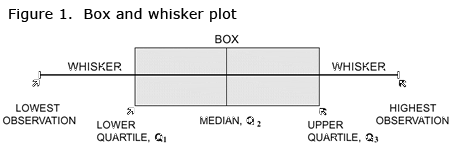 Figure 1. Box and whisker plot
BOX
WHISKER
WHISKER
LOWEST
OBSERVATION
LOWER
QUARTILE, Q1
MEDIAN, Q2
UPPER
QUARTILE, Q3
HIGHEST
OBSERVATION